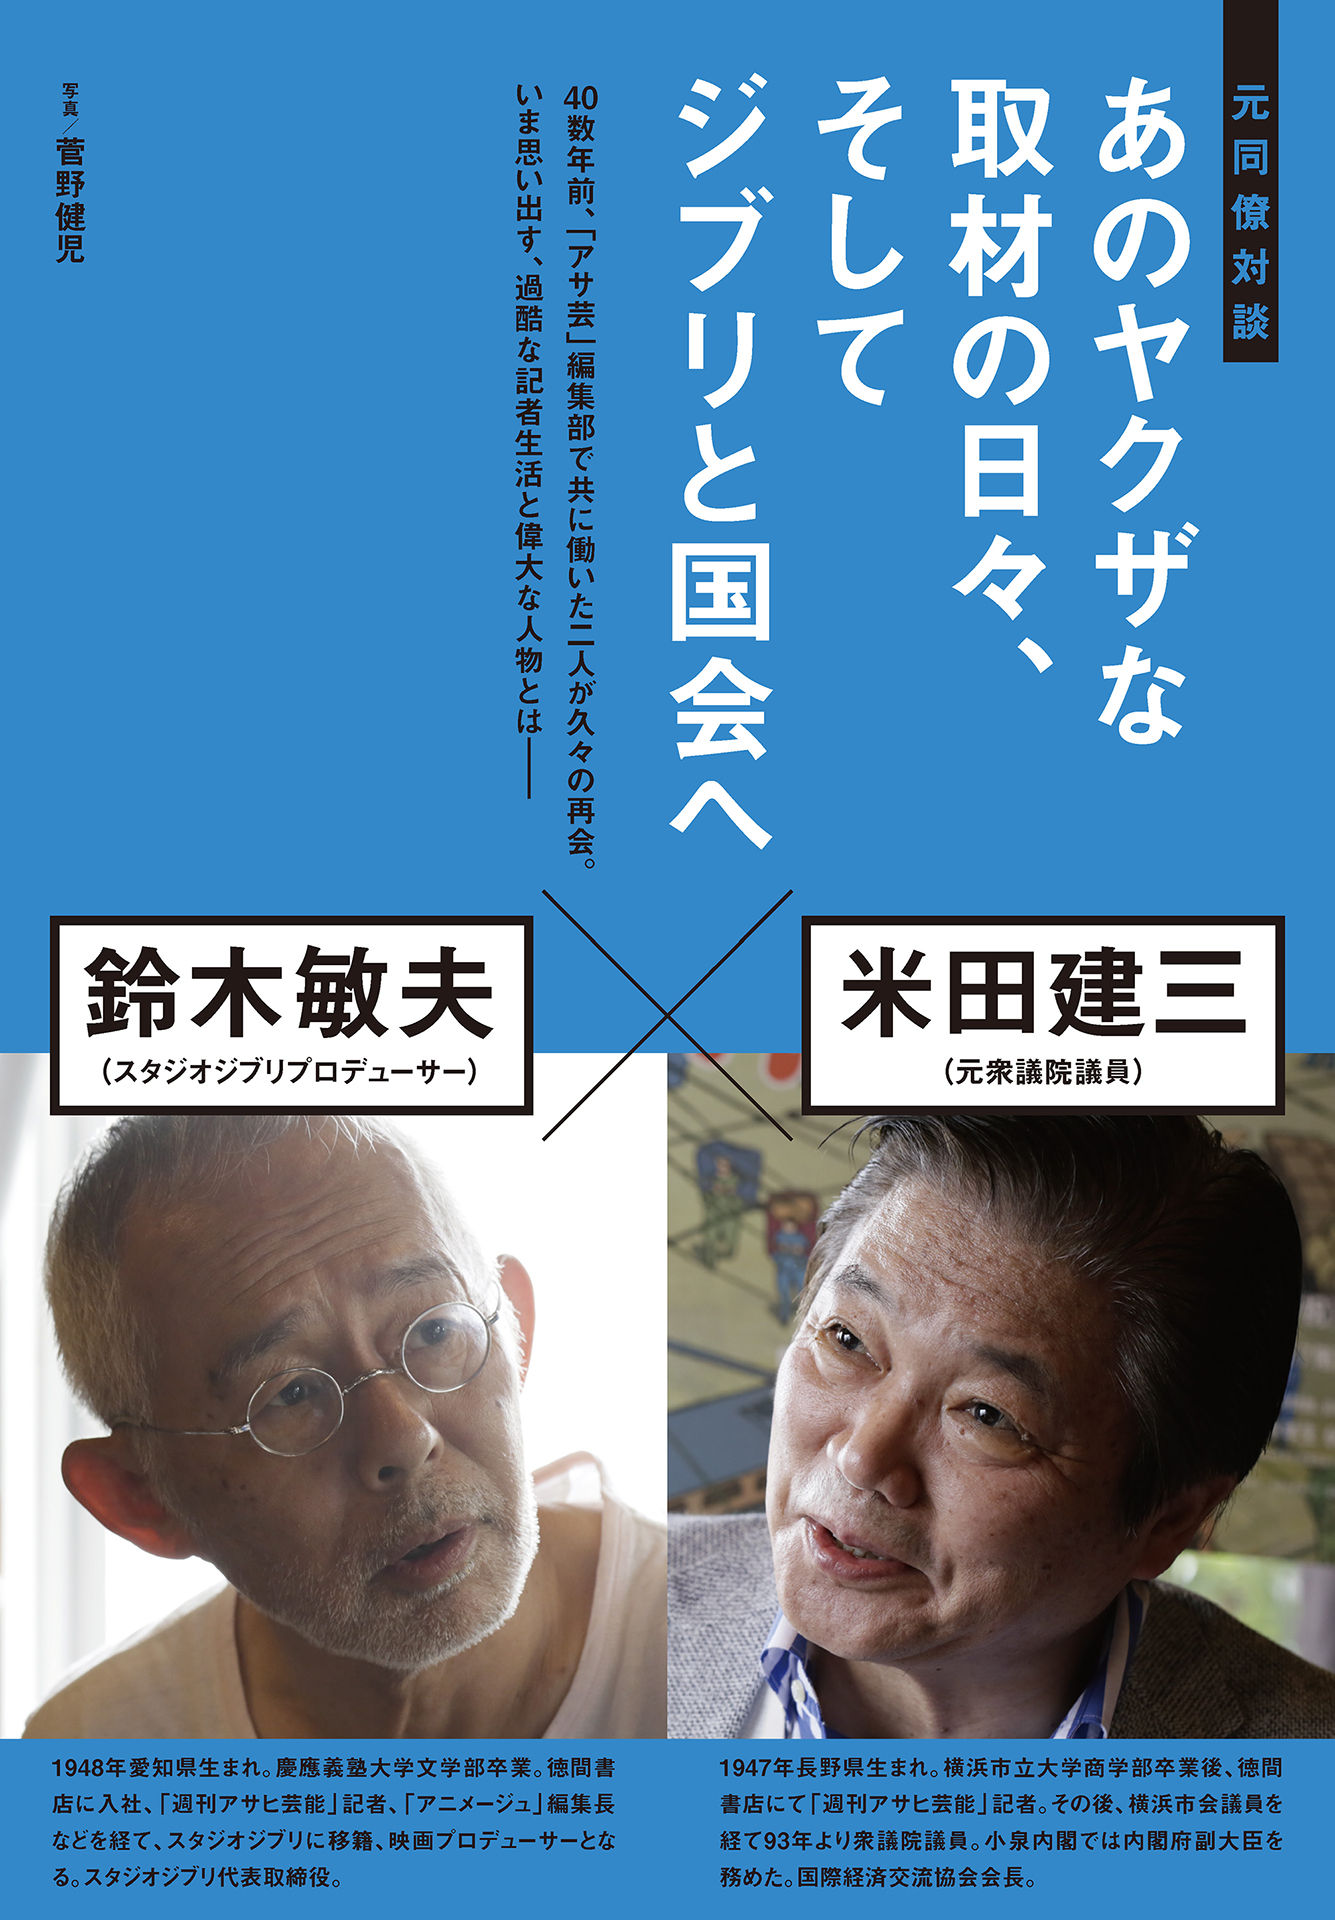 元同僚対談
あのヤクザな
取材の日々、
そして
ジブリと国会へ
40数年前、「アサ芸」編集部で共に働いた二人が久々の再会。
いま思い出す、過酷な記者生活と偉大な人物とは——
写真／菅野健児
米田建三
（元衆議院議員）
鈴木敏夫
（スタジオジブリプロデューサー）
1947年長野県生まれ。横浜市立大学商学部卒業後、徳間
書店にて「週刊アサヒ芸能」記者。その後、横浜市会議員を
経て93年より衆議院議員。小泉内閣では内閣府副大臣を
務めた。国際経済交流協会会長。
1948年愛知県生まれ。慶應義塾大学文学部卒業。徳間書
店に入社、「週刊アサヒ芸能」記者、「アニメージュ」編集長
などを経て、スタジオジブリに移籍、映画プロデューサーとな
る。スタジオジブリ代表取締役。